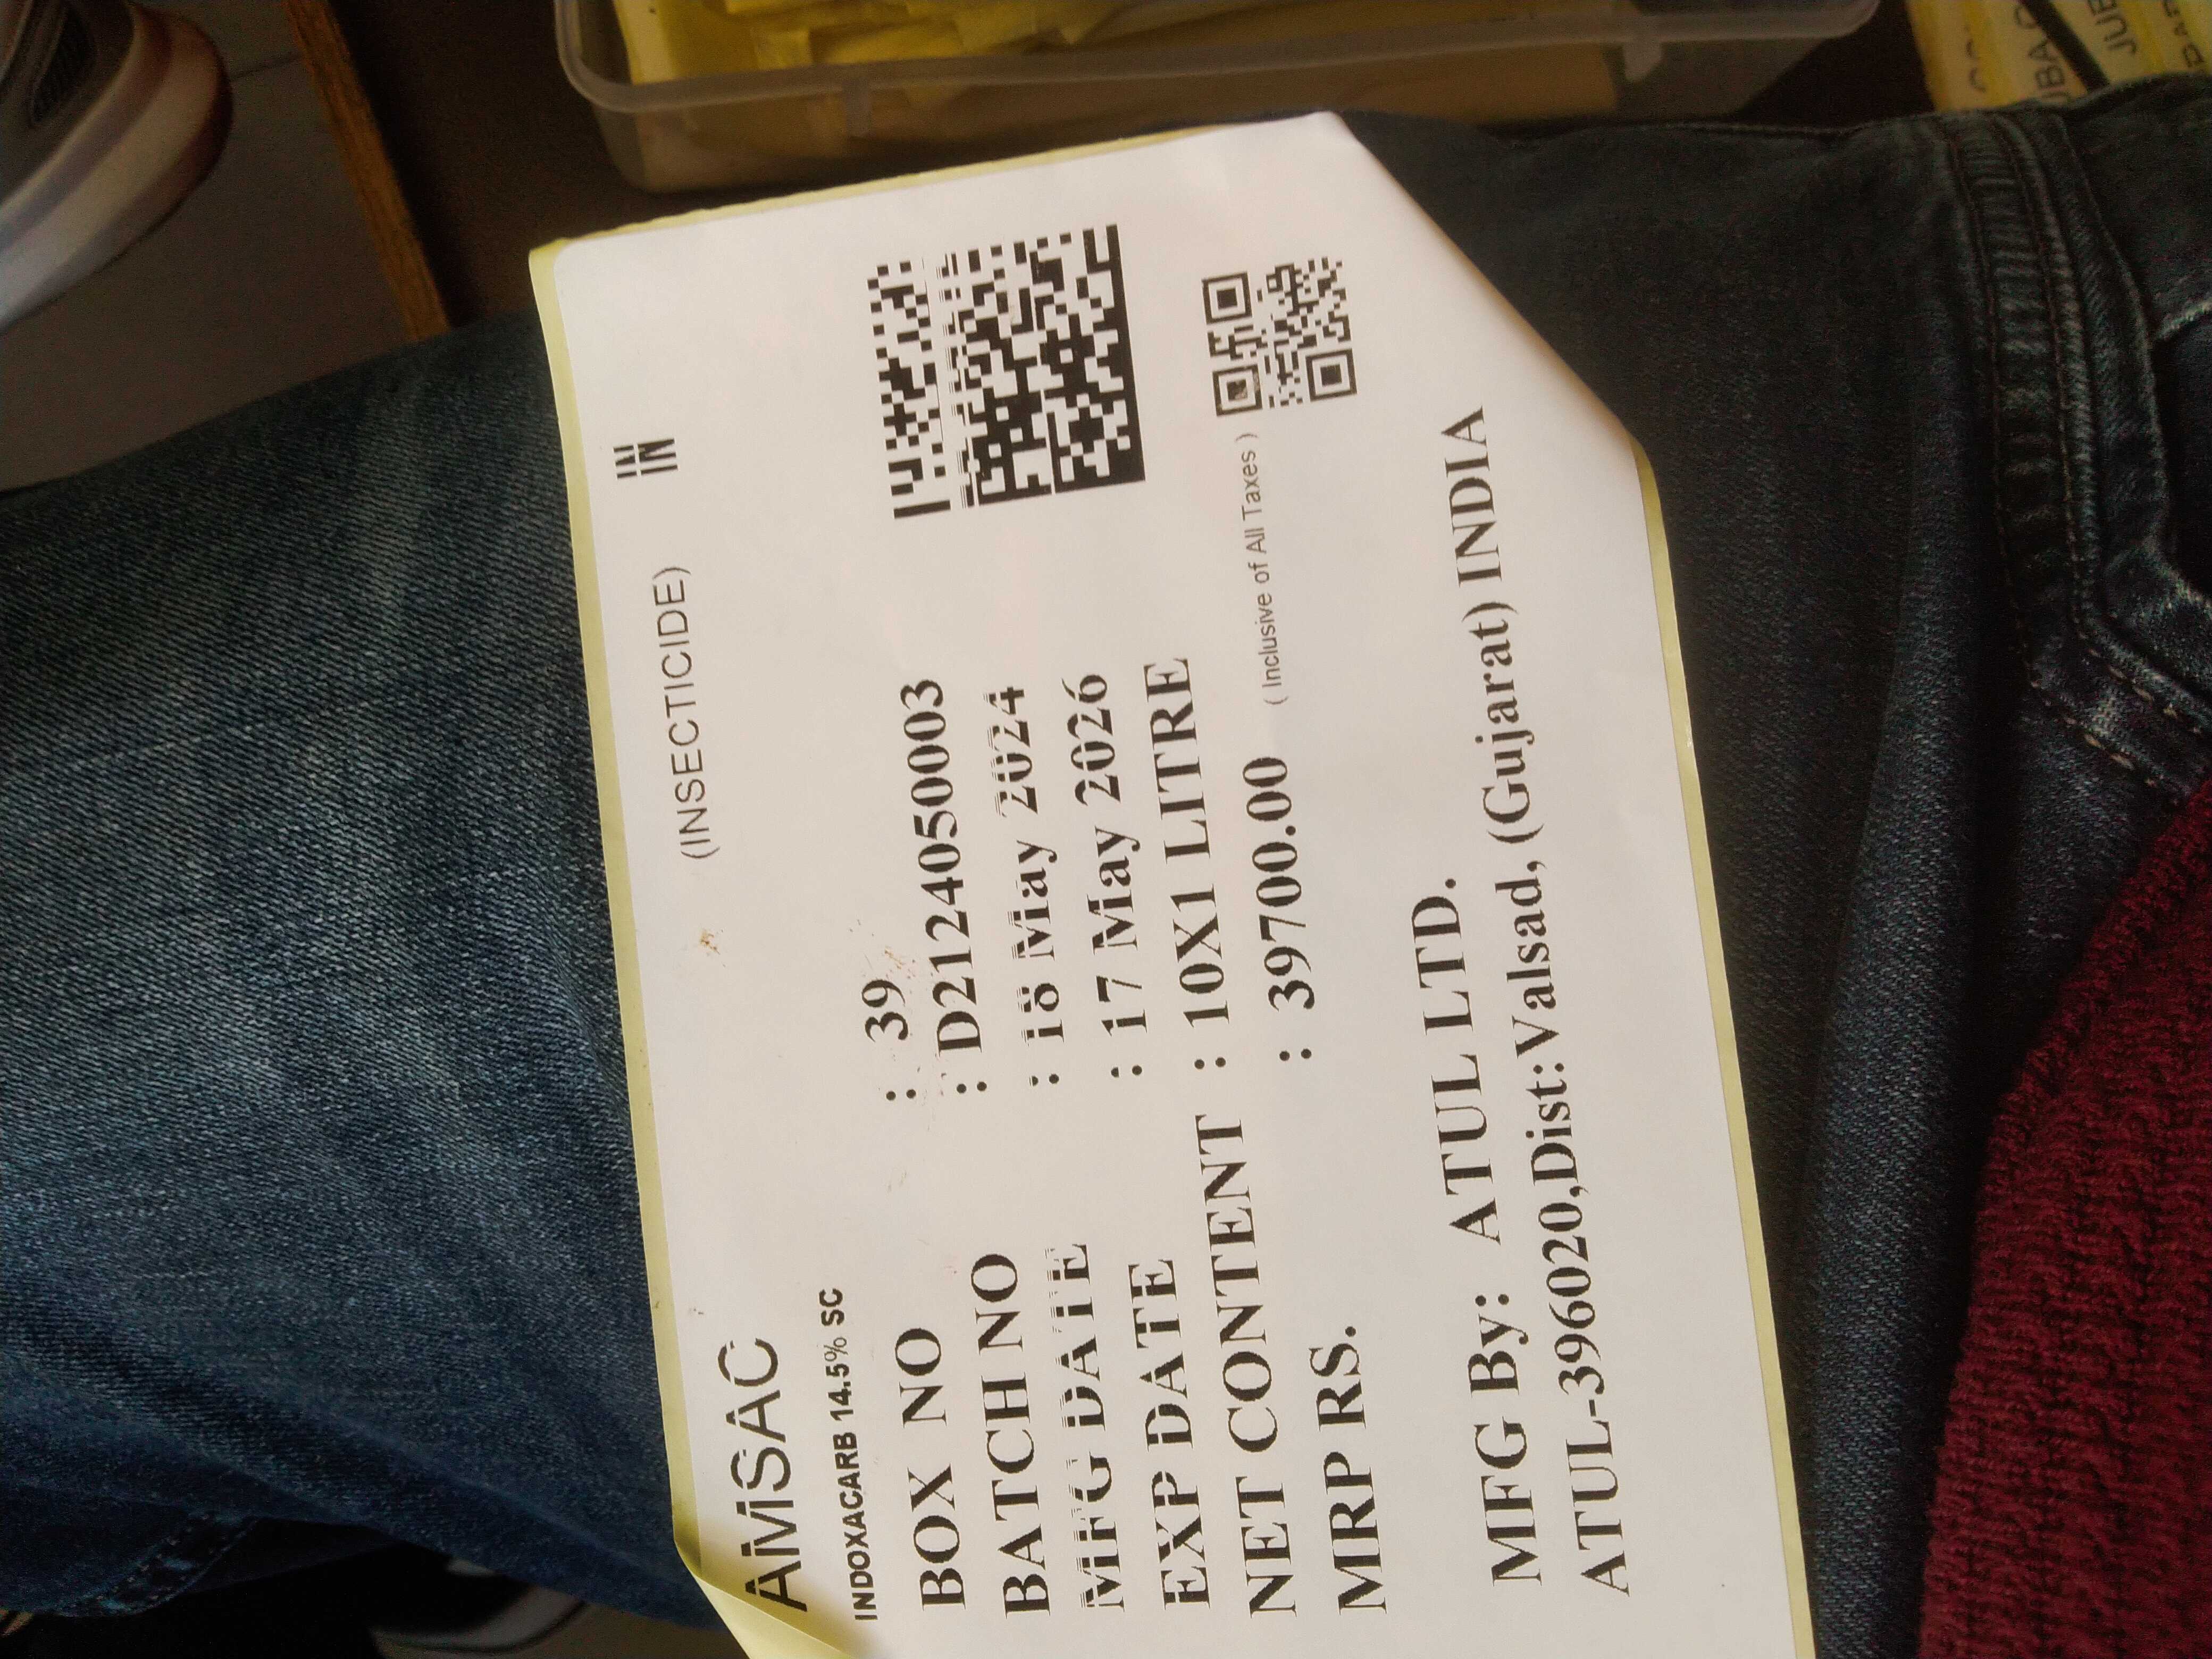 AMSAC (INSECTICIDE)
INDOXACARB 14.5% SC
BOX NO : 39
BATCH NO : D2124050003
MFG DATE : 18 May 2024
EXP DATE : 17 May 2026
NET CONTENT : 10X1 LITRE
MRP RS. : 39700.00 ( Inclusive of All Taxes )
MFG By: ATUL LTD.
ATUL-396020,Dist:Valsad, (Gujarat) INDIA